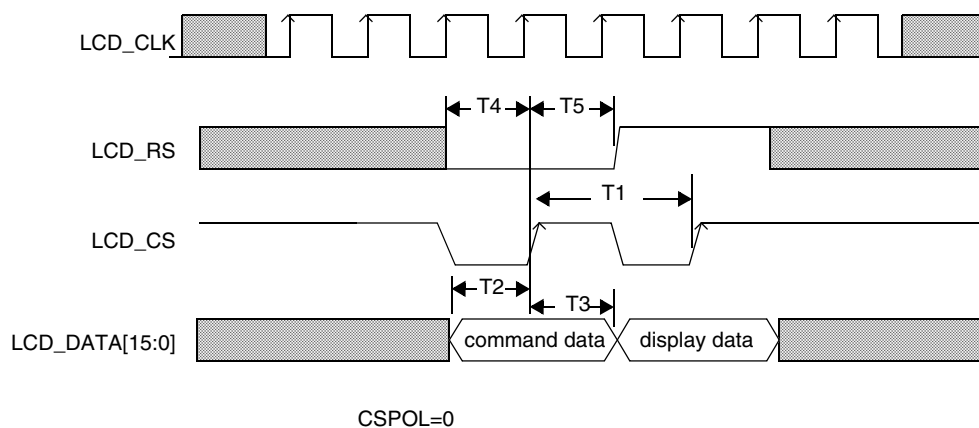 LCD_CLK
T4
T5
LCD_RS
T1
LCD_CS
T2
T3
LCD_DATA[15:0]
command data
display data
CSPOL=0